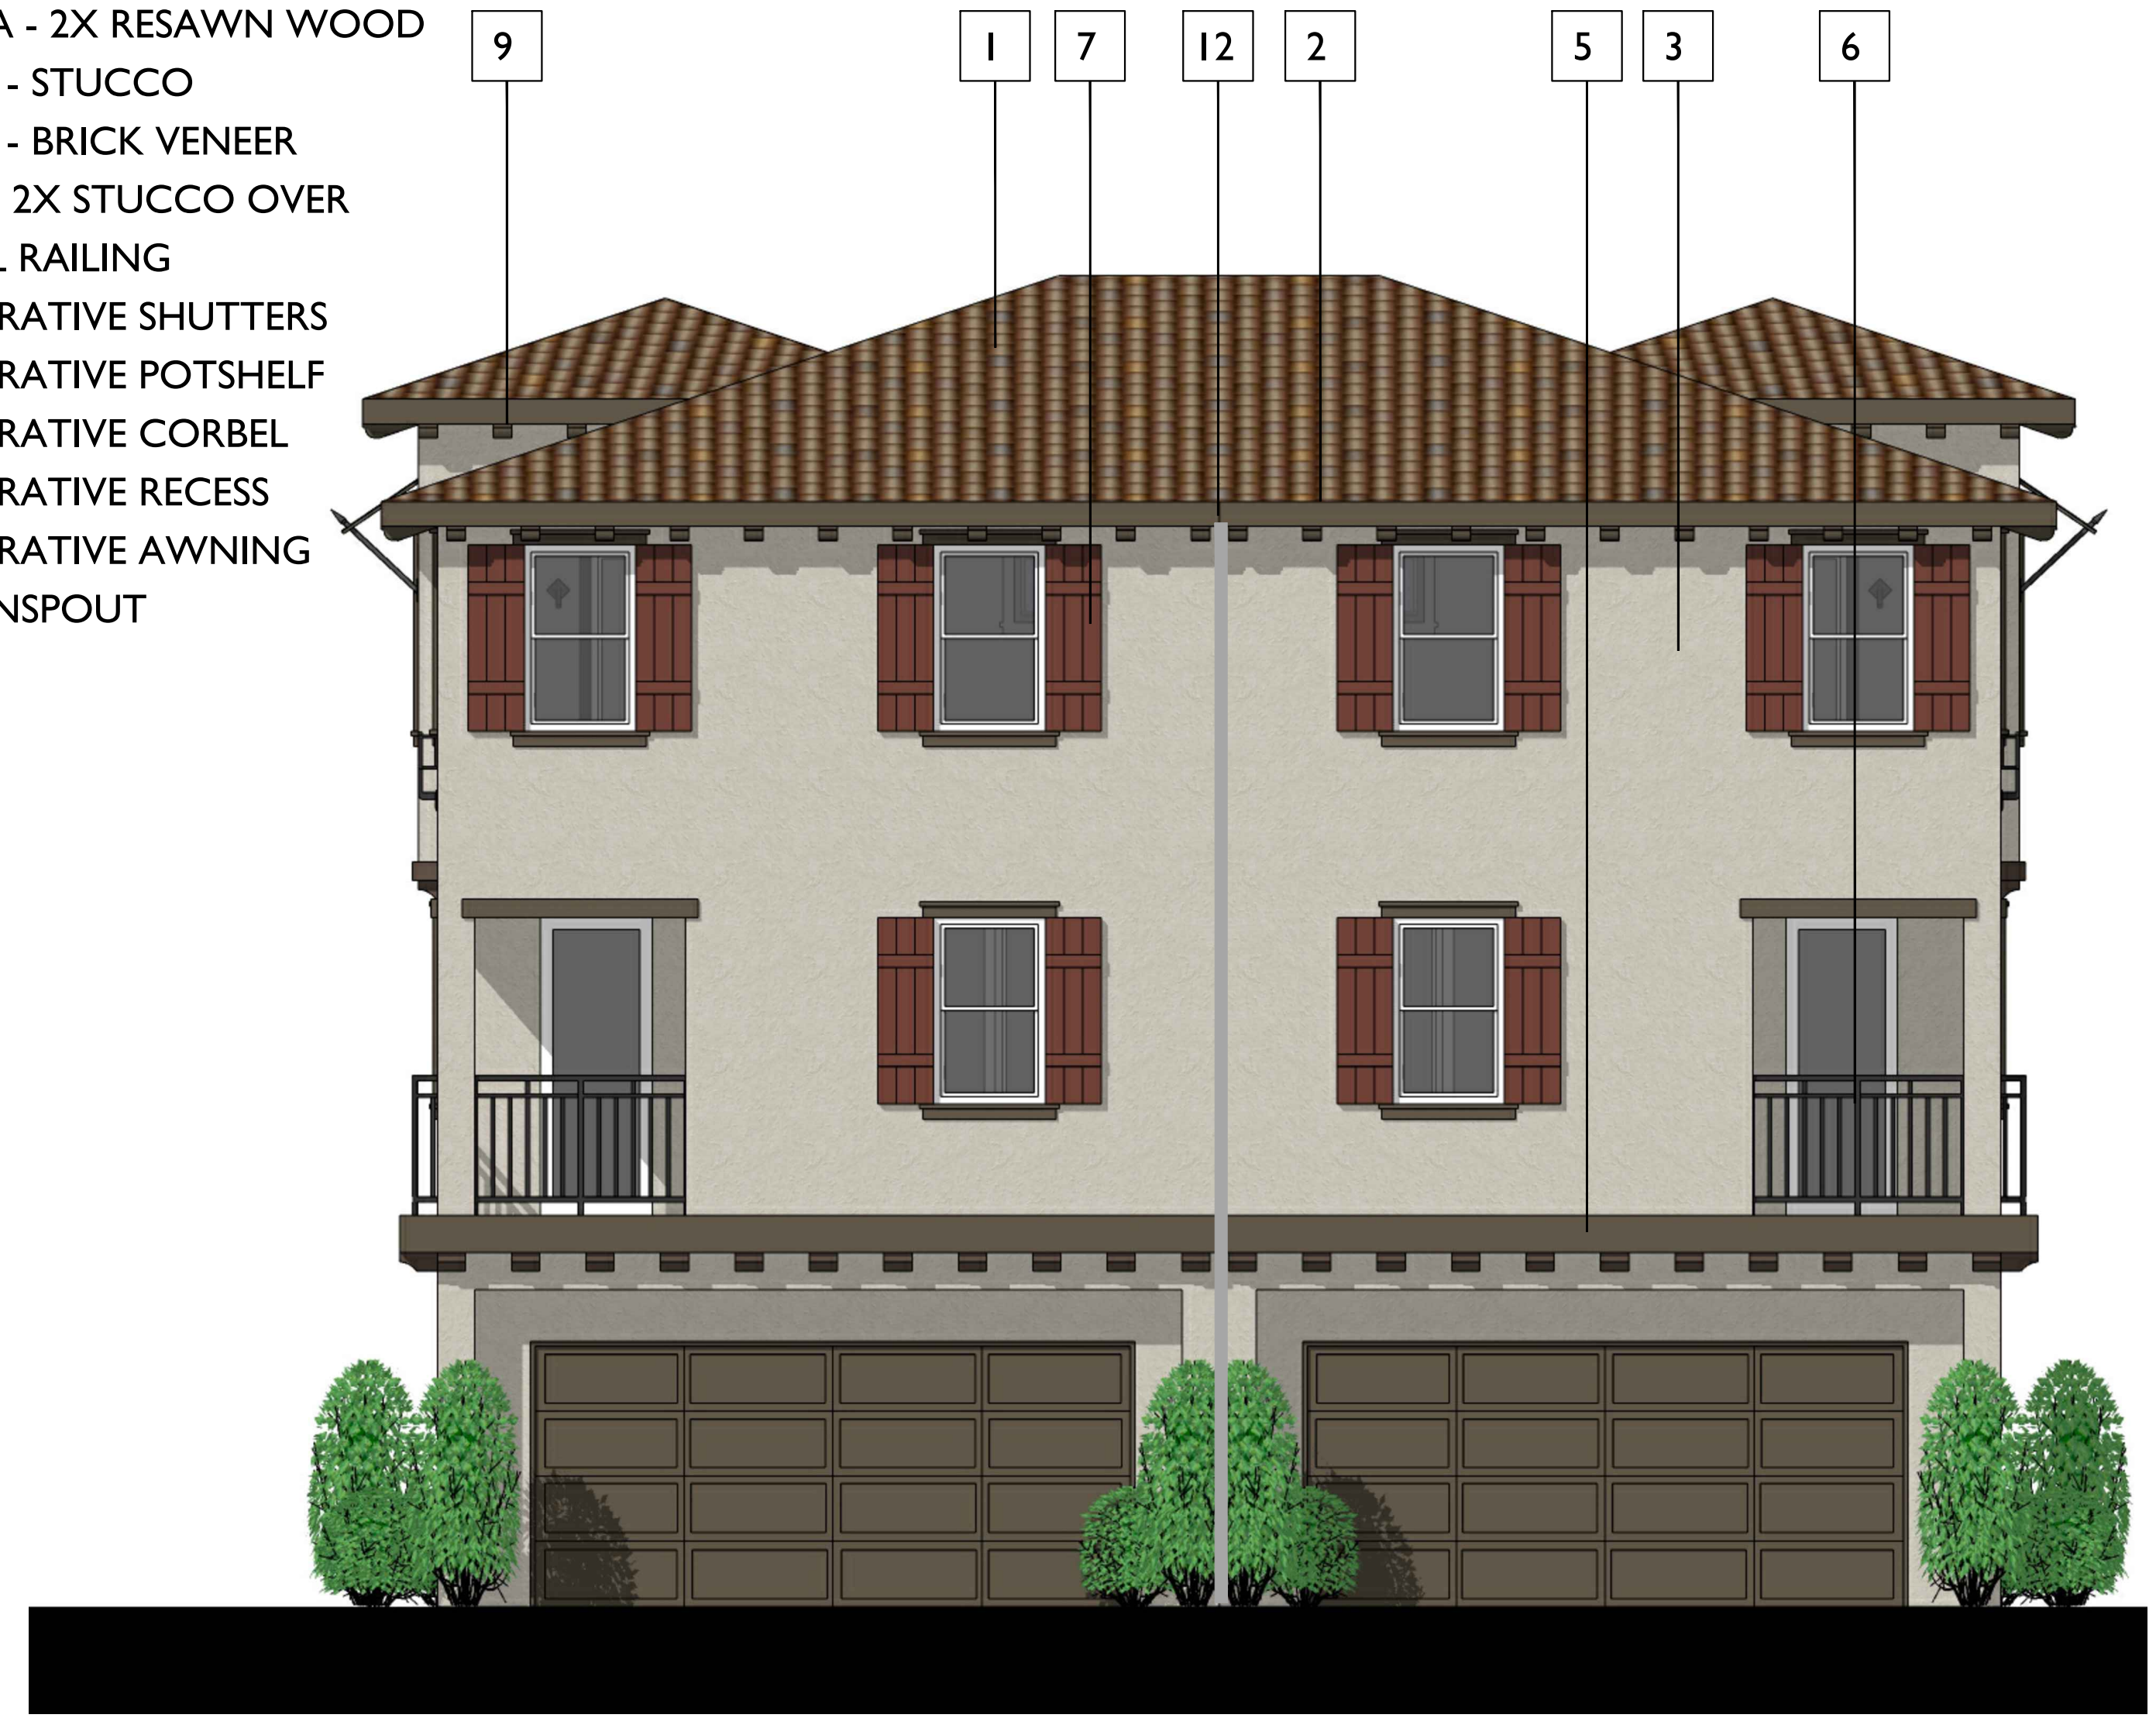 A - 2X RESAWN WOOD
- STUCCO
- BRICK VENEER
2X STUCCO OVER
L RAILING
RATIVE SHUTTERS
RATIVE POTSHELF
RATIVE CORBEL
RATIVE RECESS
RATIVE AWNING
NSPOUT
9 1 7 12 2 5 3 6